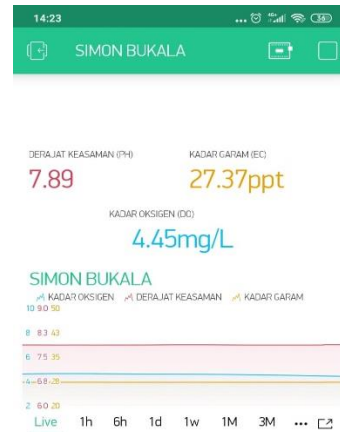 14:23
... 36
SIMON BUKALA
DERAJAT KEASAMAN (PH) KADAR GARAM (EC)
7.89 27.37ppt
KADAR OKSIGEN (DO)
4.45mg/L
SIMON BUKALA
KADAR OKSIGEN DERAJAT KEASAMAN KADAR GARAM
10 9.0 50
8 8.3 43
6 7.5 35
4 6.8 28
2 6.0 20
Live 1h 6h 1d 1w 1M 3M ...